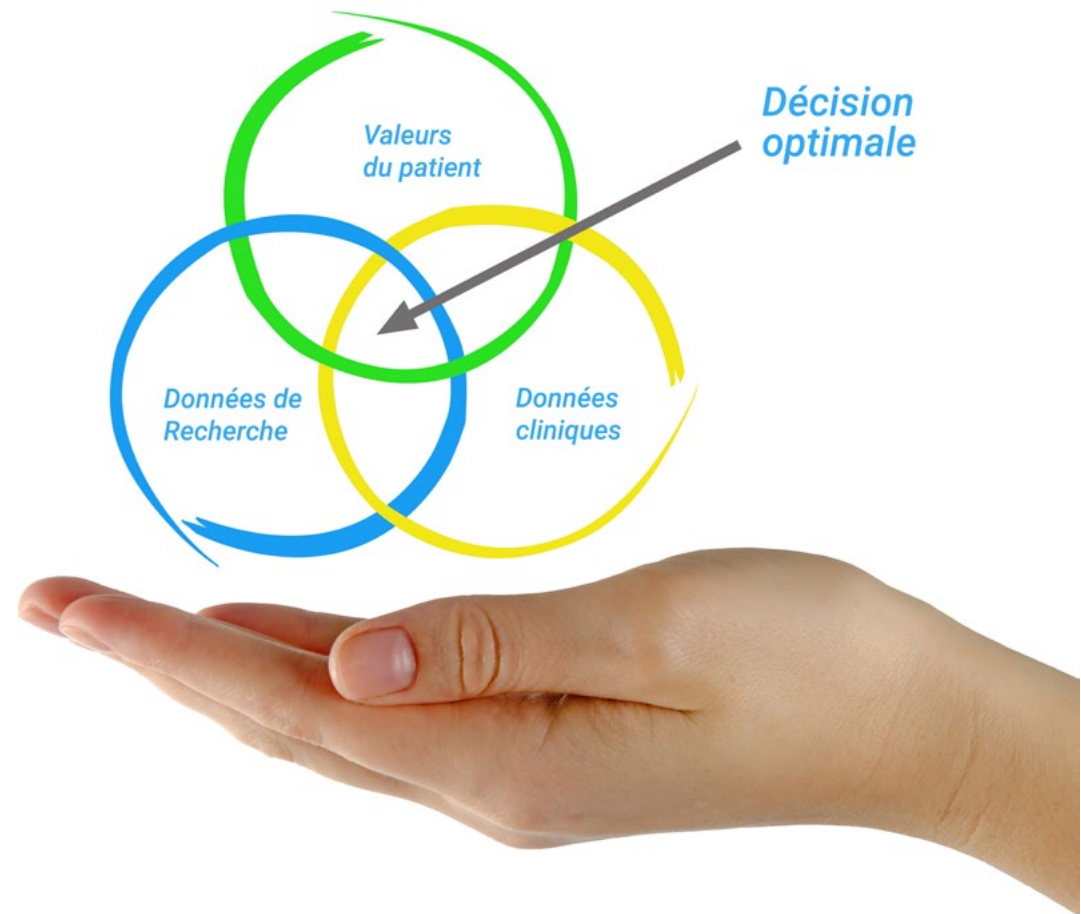 Valeurs
du patient
Décision
optimale
Données de
Recherche
Données
cliniques